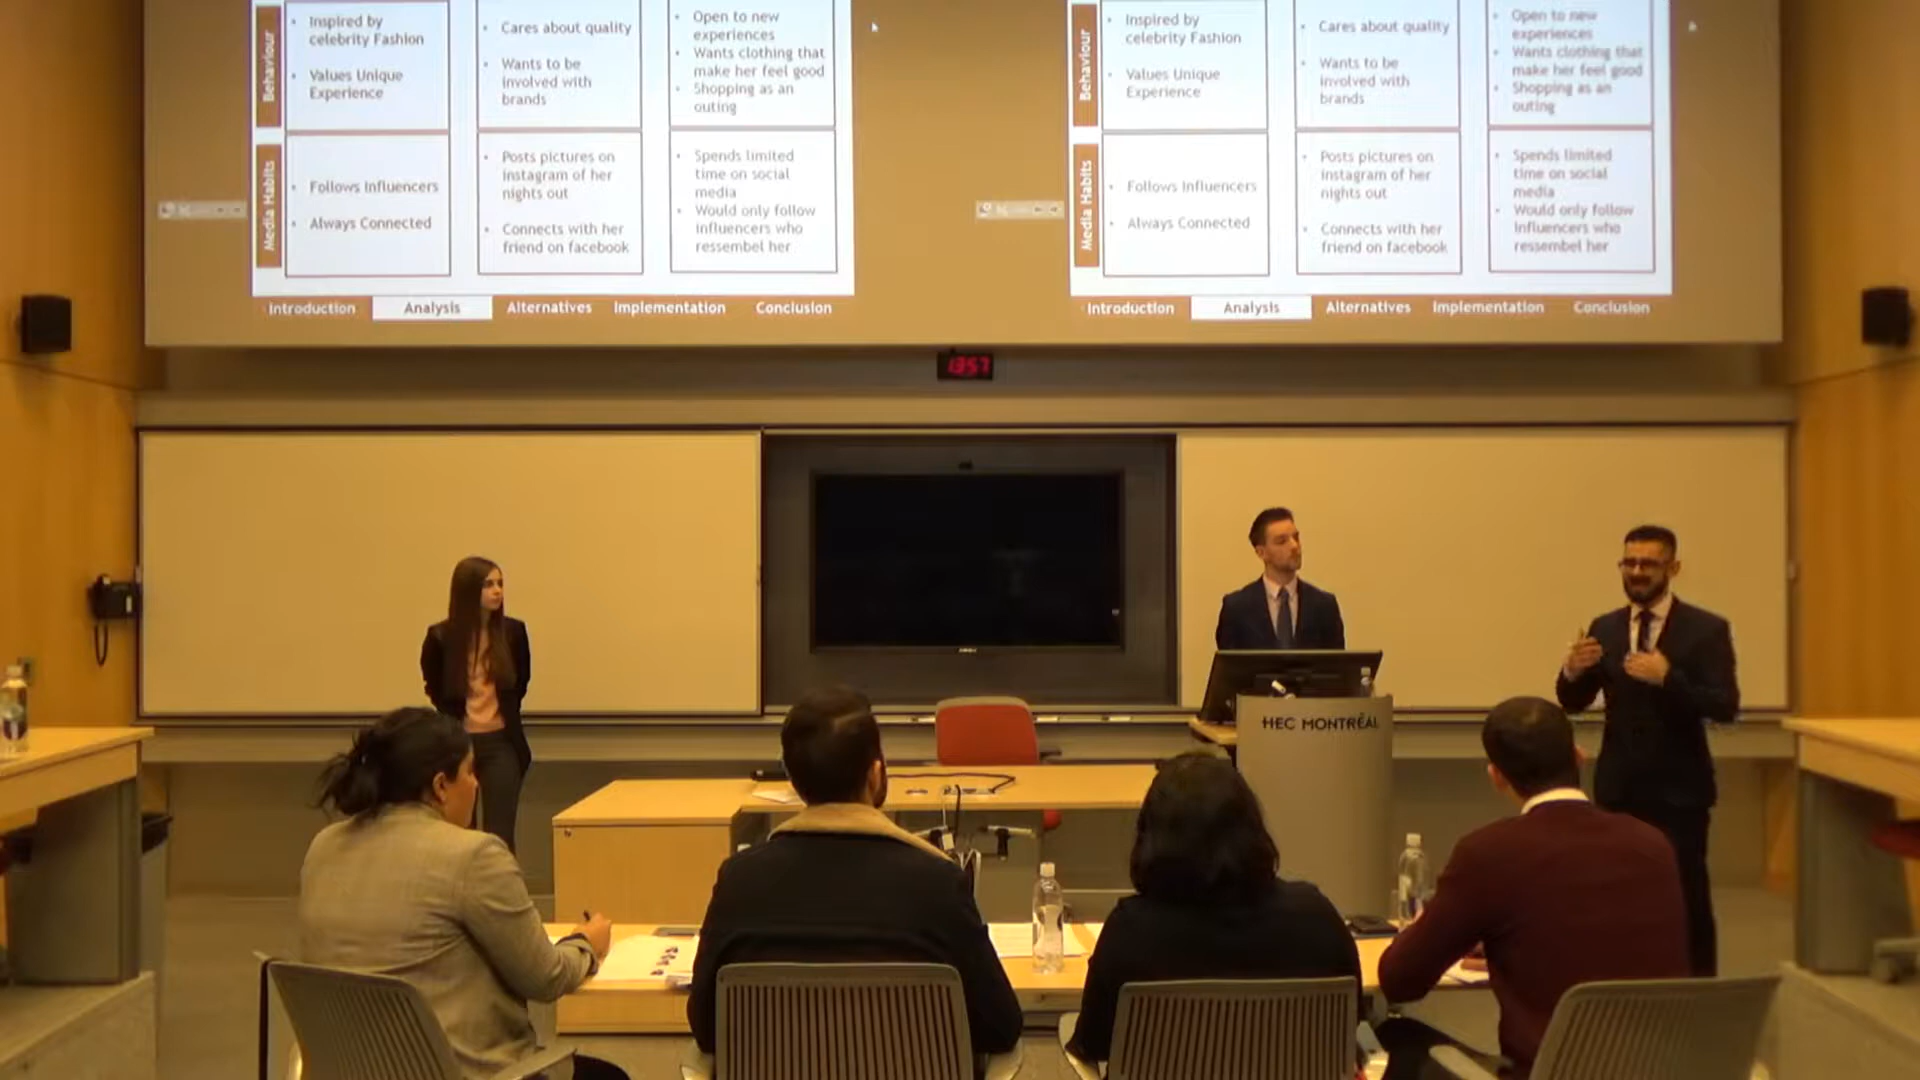 Behaviour
• Inspired by
celebrity Fashion
• Values Unique
Experience
• Cares about quality
• Wants to be
involved with
brands
• Open to new
experiences
• Wants clothing that
make her feel good
• Shopping as an
outing
Media Habits
• Follows Influencers
• Always Connected
• Posts pictures on
instagram of her
nights out
• Connects with her
friend on facebook
• Spends limited
time on social
media
• Would only follow
influencers who
ressembel her
Introduction Analysis Alternatives Implementation Conclusion
Behaviour
• Inspired by
celebrity Fashion
• Values Unique
Experience
• Cares about quality
• Wants to be
involved with
brands
• Open to new
experiences
• Wants clothing that
make her feel good
• Shopping as an
outing
Media Habits
• Follows Influencers
• Always Connected
• Posts pictures on
instagram of her
nights out
• Connects with her
friend on facebook
• Spends limited
time on social
media
• Would only follow
influencers who
ressembel her
Introduction Analysis Alternatives Implementation Conclusion
13:57
HEC MONTRÉAL